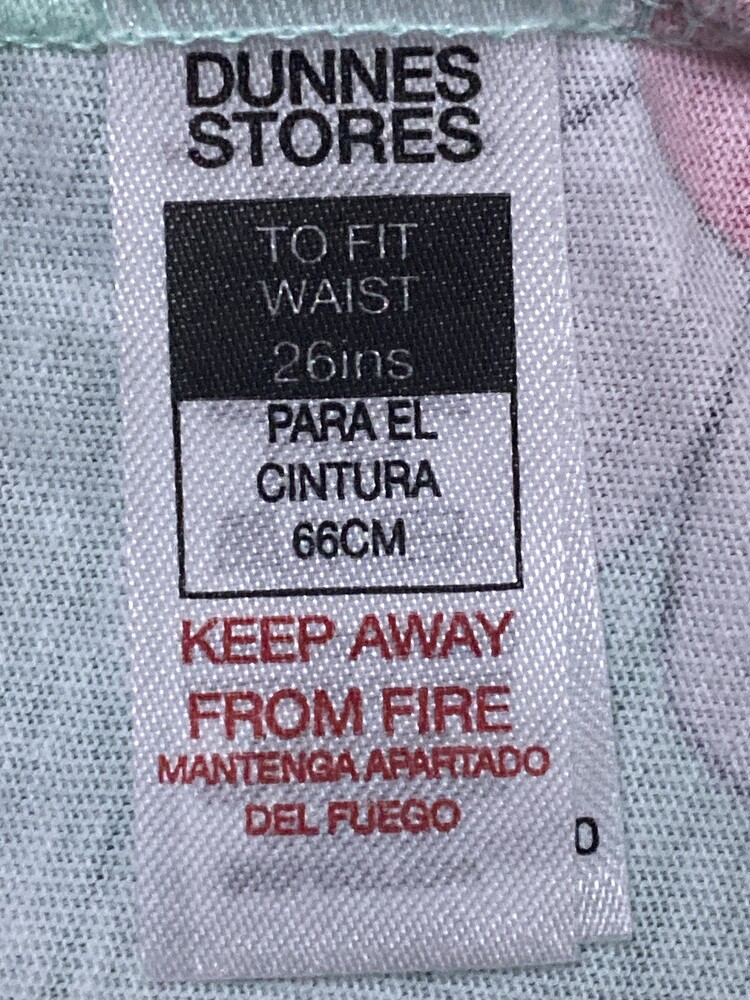 DUNNES
STORES
TO FIT
WAIST
26ins
PARA EL
CINTURA
66CM
KEEP AWAY
FROM FIRE
MANTENGA APARTADO
DEL FUEGO